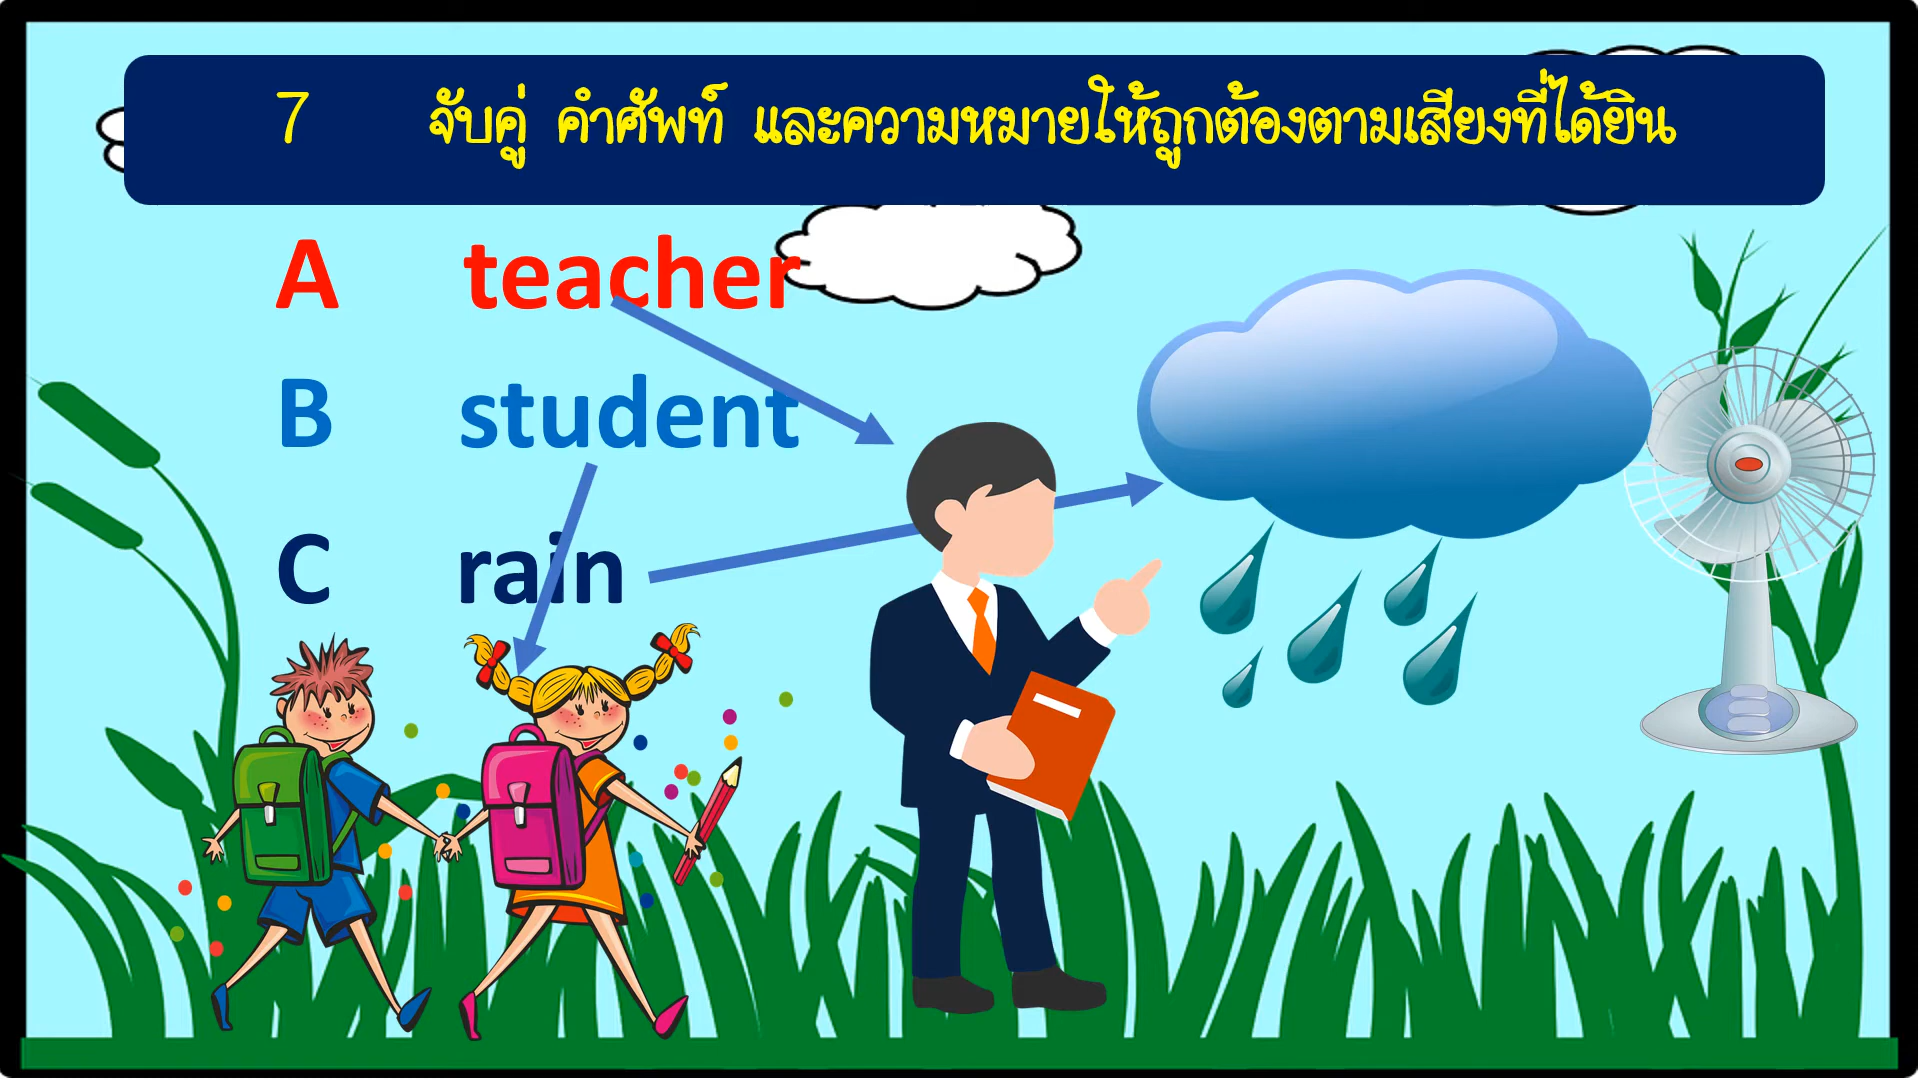 7 จับคู่ คำศัพท์ และความหมายให้ถูกต้องตามเสียงที่ได้ยิน
A teacher
B student
C rain